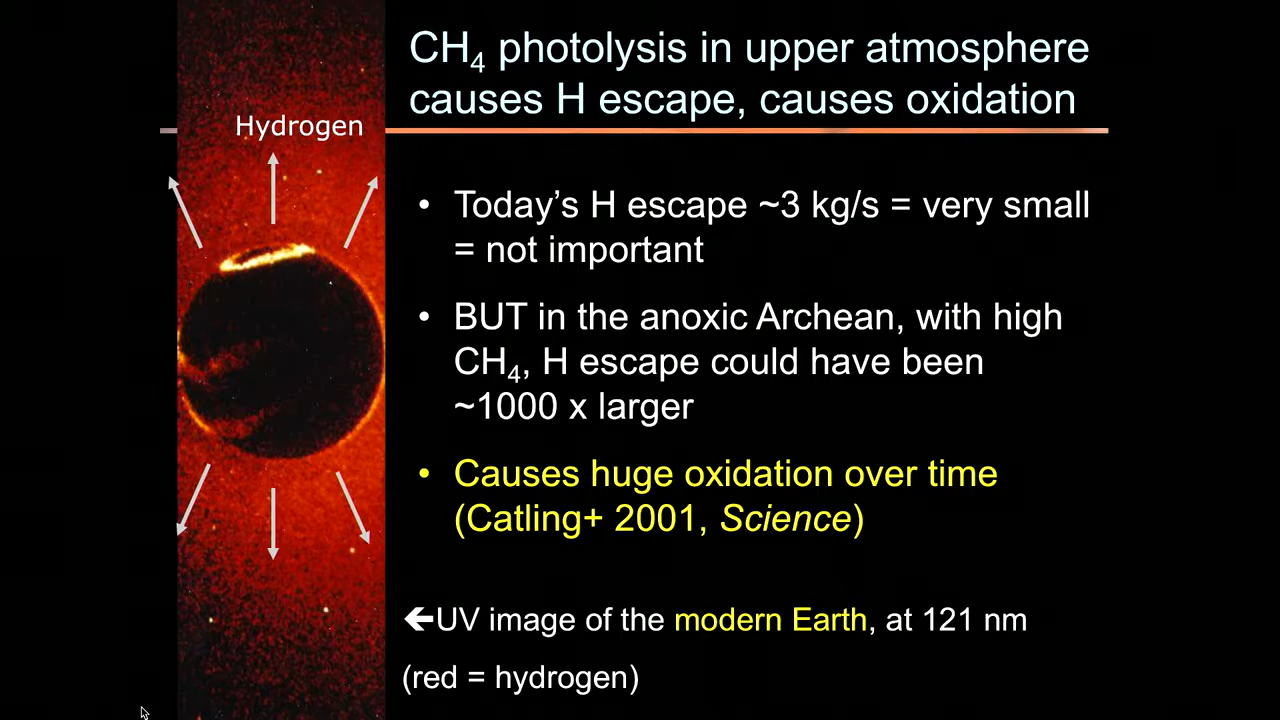 CH₄ photolysis in upper atmosphere
causes H escape, causes oxidation
Hydrogen
• Today’s H escape ~3 kg/s = very small
= not important
• BUT in the anoxic Archean, with high
CH₄, H escape could have been
~1000 x larger
• Causes huge oxidation over time
(Catling+ 2001, Science)
🡸UV image of the modern Earth, at 121 nm
(red = hydrogen)